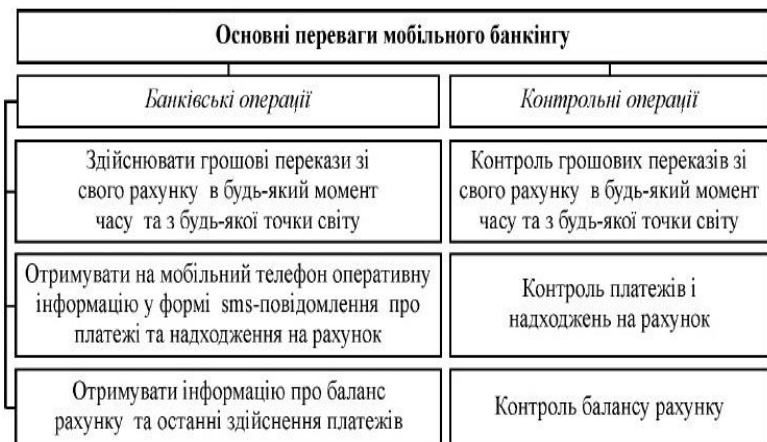 Основні переваги мобільного банкінгу
Банківські операції
Контрольні операції
Здійснювати грошові перекази зі
свого рахунку в будь-який момент
часу та з будь-якої точки світу
Контроль грошових переказів зі
свого рахунку в будь-який момент
часу та з будь-якої точки світу
Отримувати на мобільний телефон оперативну
інформацію у формі sms-повідомлення про
платежі та надходження на рахунок
Контроль платежів і
надходжень на рахунок
Отримувати інформацію про баланс
рахунку та останні здійснення платежів
Контроль балансу рахунку